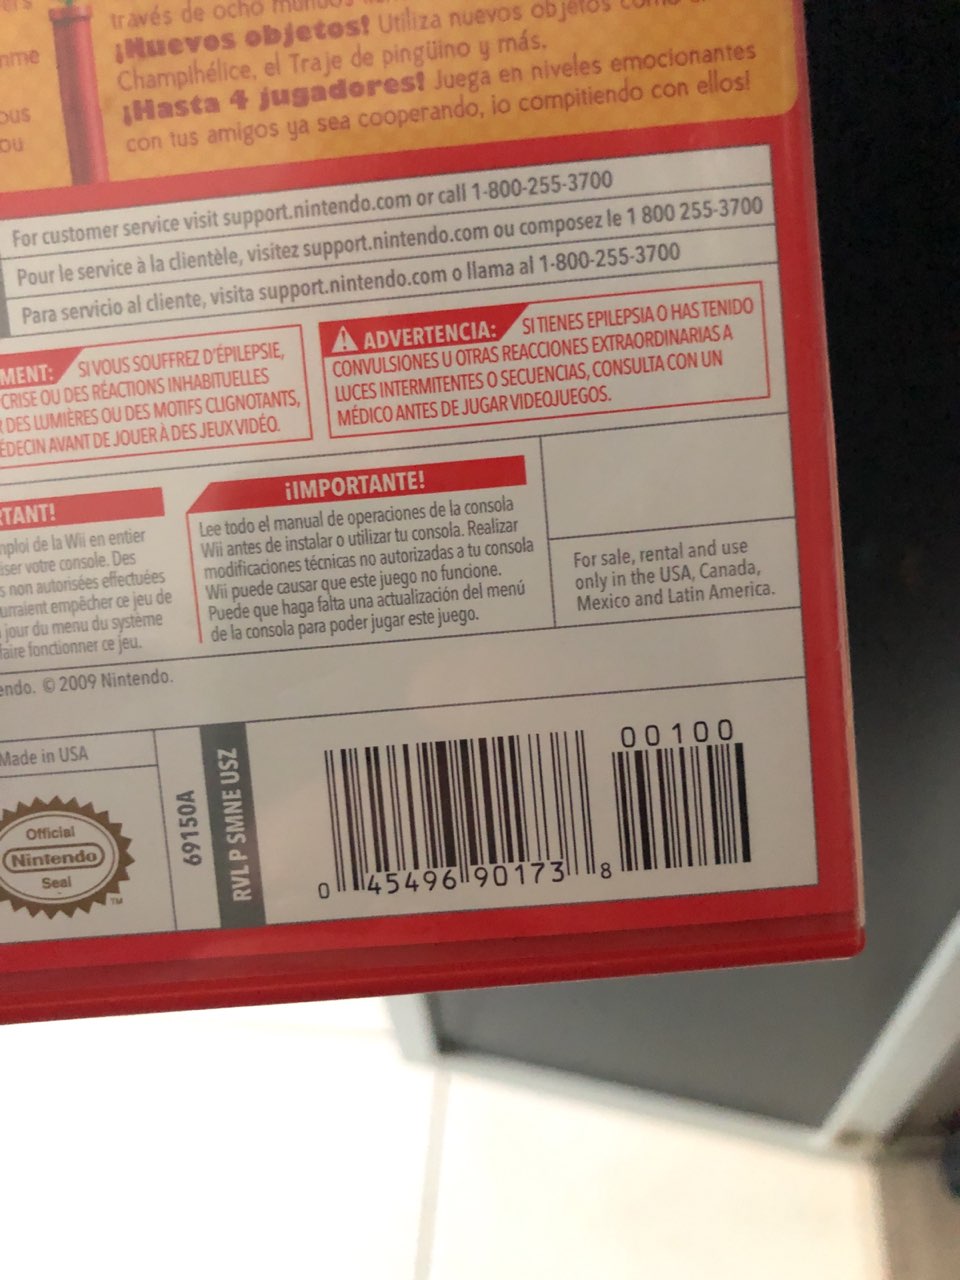 través de ocho mundos
¡Nuevos objetos! Utiliza nuevos objetos como
Champihélice, el Traje de pingüino y más.
¡Hasta 4 jugadores! Juega en niveles emocionantes
con tus amigos ya sea cooperando, ¡o compitiendo con ellos!
For customer service visit support.nintendo.com or call 1-800-255-3700
Pour le service à la clientèle, visitez support.nintendo.com ou composez le 1 800 255-3700
Para servicio al cliente, visita support.nintendo.com o llama al 1-800-255-3700
MENT: SI VOUS SOUFFREZ D'ÉPILEPSIE,
CRISE OU DES RÉACTIONS INHABITUELLES
DES LUMIÈRES OU DES MOTIFS CLIGNOTANTS,
ÉDECIN AVANT DE JOUER À DES JEUX VIDÉO.
ADVERTENCIA: SI TIENES EPILEPSIA O HAS TENIDO
CONVULSIONES U OTRAS REACCIONES EXTRAORDINARIAS A
LUCES INTERMITENTES O SECUENCIAS, CONSULTA CON UN
MÉDICO ANTES DE JUGAR VIDEOJUEGOS.
RTANT!
mploi de la Wii en entier
iser votre console. Des
s non autorisées effectuées
urraient empêcher ce jeu de
jour du menu du système
faire fonctionner ce jeu.
¡IMPORTANTE!
Lee todo el manual de operaciones de la consola
Wii antes de instalar o utilizar tu consola. Realizar
modificaciones técnicas no autorizadas a tu consola
Wii puede causar que este juego no funcione.
Puede que haga falta una actualización del menú
de la consola para poder jugar este juego.
For sale, rental and use
only in the USA, Canada,
Mexico and Latin America.
endo. © 2009 Nintendo.
Made in USA
Official
Nintendo
Seal
TM
69150A
RVL P SMNE USZ
00100
0 45496 90173 8